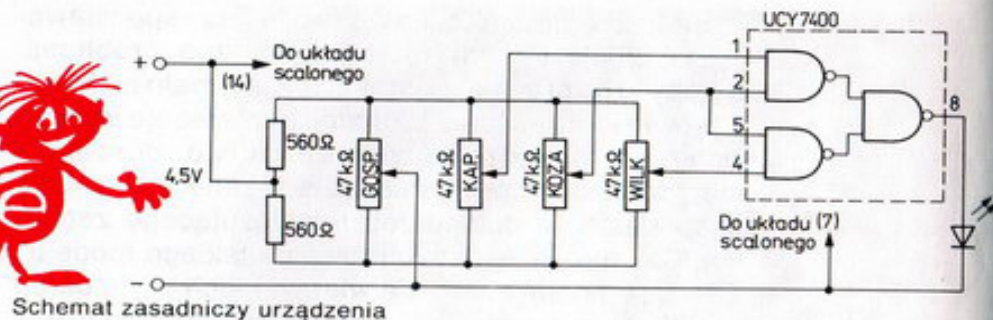 UCY7400
+
Do układu
scalonego
(14)
1
2
5
4
8
560Ω
4,5V
560Ω
47kΩ
GOSP.
47kΩ
KAP.
47kΩ
KOZA
47kΩ
WILK
Do układu (7)
scalonego
-
e
Schemat zasadniczy urządzenia